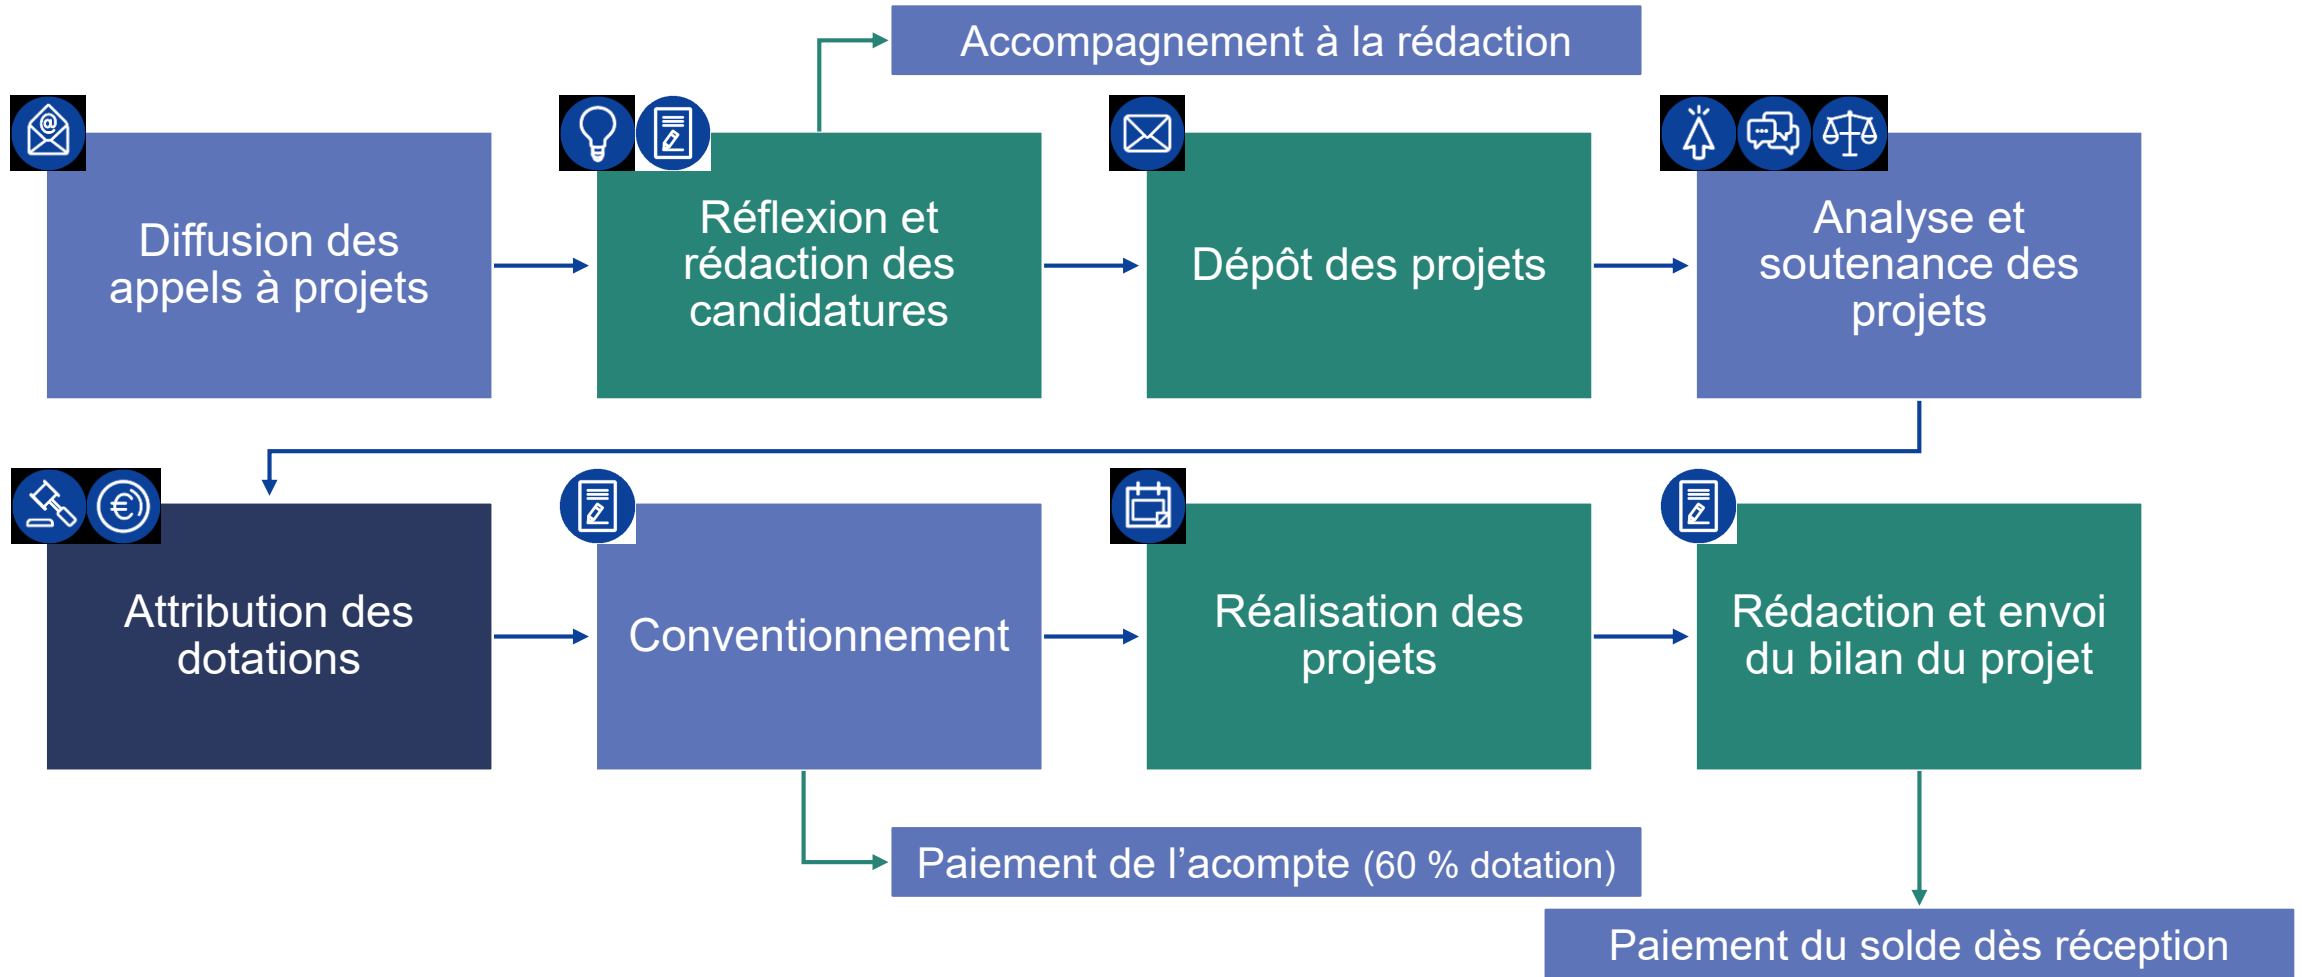 Accompagnement à la rédaction
Diffusion des
appels à projets
Réflexion et
rédaction des
candidatures
Dépôt des projets
Analyse et
soutenance des
projets
Attribution des
dotations
Conventionnement
Réalisation des
projets
Rédaction et envoi
du bilan du projet
Paiement de l’acompte (60 % dotation)
Paiement du solde dès réception